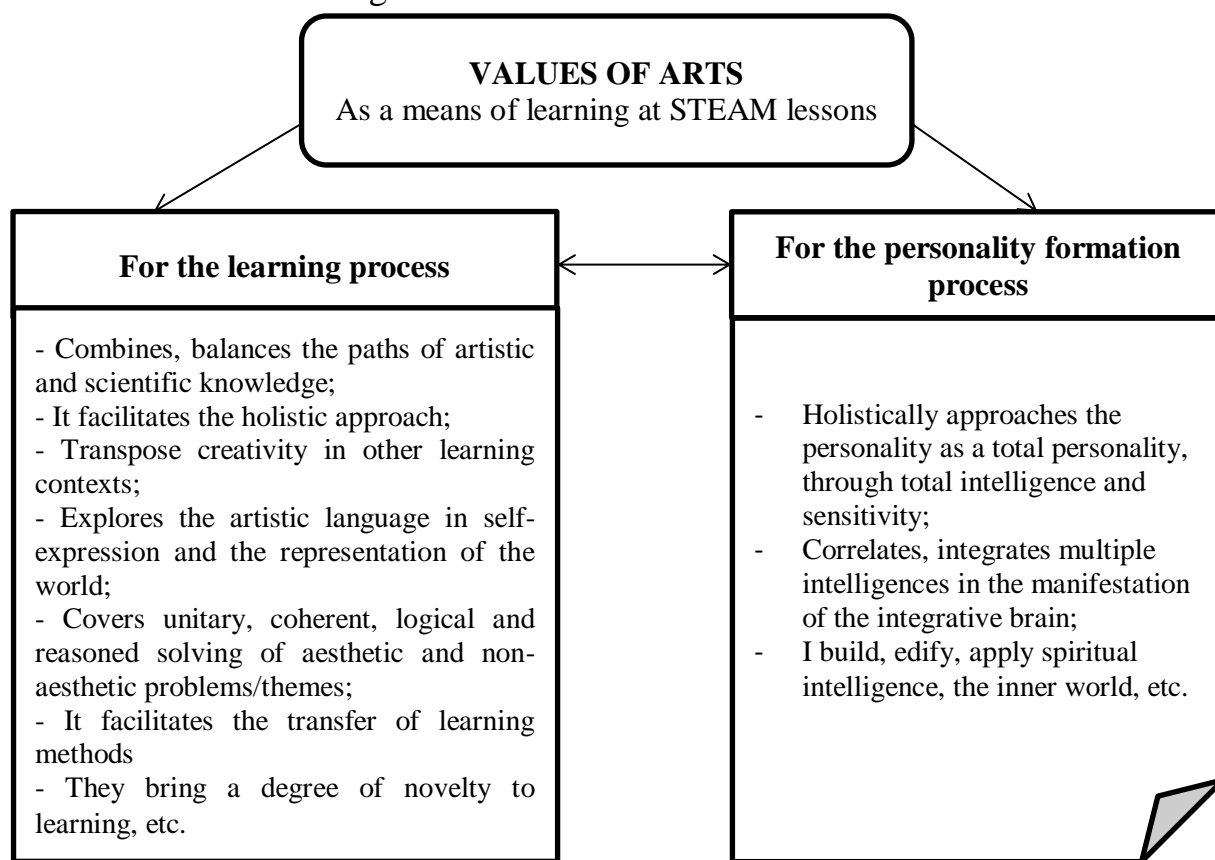 VALUES OF ARTS
As a means of learning at STEAM lessons
For the learning process
- Combines, balances the paths of artistic
and scientific knowledge;
- It facilitates the holistic approach;
- Transpose creativity in other learning
contexts;
- Explores the artistic language in self-
expression and the representation of the
world;
- Covers unitary, coherent, logical and
reasoned solving of aesthetic and non-
aesthetic problems/themes;
- It facilitates the transfer of learning
methods
- They bring a degree of novelty to
learning, etc.
For the personality formation
process
- Holistically approaches the
personality as a total personality,
through total intelligence and
sensitivity;
- Correlates, integrates multiple
intelligences in the manifestation
of the integrative brain;
- I build, edify, apply spiritual
intelligence, the inner world, etc.